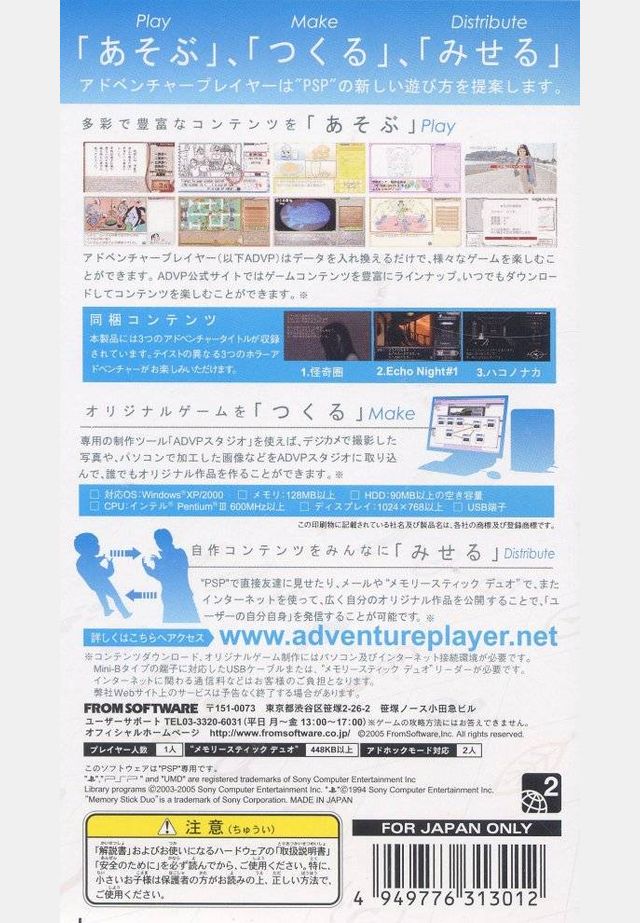 Play Make Distribute
「あそぶ」、「つくる」、「みせる」
アドベンチャープレイヤーは"PSP"の新しい遊び方を提案します。
多彩で豊富なコンテンツを「あそぶ」Play
アドベンチャープレイヤー(以下ADVP)はデータを入れ換えるだけで、様々なゲームを楽しむこ
とができます。ADVP公式サイトではゲームコンテンツを豊富にラインナップ。いつでもダウンロー
ドしてコンテンツを楽しむことができます。※
同梱コンテンツ
本製品には3つのアドベンチャータイトルが収録
されています。テイストの異なる3つのホラーア
ドベンチャーがお楽しみいただけます。
1.怪奇圏 2.Echo Night#1 3.ハコノナカ
オリジナルゲームを「つくる」Make
専用の制作ツール「ADVPスタジオ」を使えば、デジカメで撮影した
写真や、パソコンで加工した画像などをADVPスタジオに取り込
んで、誰でもオリジナル作品を作ることができます。※
□ 対応OS:Windows®XP/2000 □ メモリ:128MB以上 □ HDD:90MB以上の空き容量
□ CPU:インテル® Pentium®Ⅲ 600MHz以上 □ ディスプレイ:1024×768以上 □ USB端子
この印刷物に記載されている社名及び製品名は、各社の商標及び登録商標です。
自作コンテンツをみんなに「みせる」Distribute
"PSP"で直接友達に見せたり、メールや"メモリースティック デュオ"で、また
インターネットを使って、広く自分のオリジナル作品を公開することで、「ユ
ーザーの自分自身」を発信することが可能です。※
詳しくはこちらへアクセス www.adventureplayer.net
※コンテンツダウンロード、オリジナルゲーム制作にはパソコン及びインターネット接続環境が必要です。
Mini-Bタイプの端子に対応したUSBケーブルまたは、"メモリースティック デュオ"リーダーが必要です。
インターネットに関わる通信料などはお客様のご負担となります。
弊社Webサイト上のサービスは予告なく終了する場合があります。
FROMSOFTWARE 〒151-0073 東京都渋谷区笹塚2-26-2 笹塚ノース小田急ビル
ユーザーサポート TEL03-3320-6031(平日 月〜金 13:00〜17:00)※ゲームの攻略方法にはお答えできません。
オフィシャルホームページ http://www.fromsoftware.co.jp/ ©2005 FromSoftware,Inc. All rights reserved.
プレイヤー人数 1人 "メモリースティック デュオ" 448KB以上 アドホックモード対応 2人
このソフトウェアは"PSP"専用です。
" ", "PSP" and "UMD" are registered trademarks of Sony Computer Entertainment Inc
Library programs ©2003-2005 Sony Computer Entertainment Inc. " "©1994 Sony Computer Entertainment Inc.
"Memory Stick Duo" is a trademark of Sony Corporation. MADE IN JAPAN
2
注意(ちゅうい)
「解説書」およびお使いになるハードウェアの「取扱説明書」
「安全のために」を必ず読んでから、ご使用ください。特に、
小さいお子様は保護者の方がお読みの上、正しい方法で、
ご使用ください。
FOR JAPAN ONLY
4 949776 313012